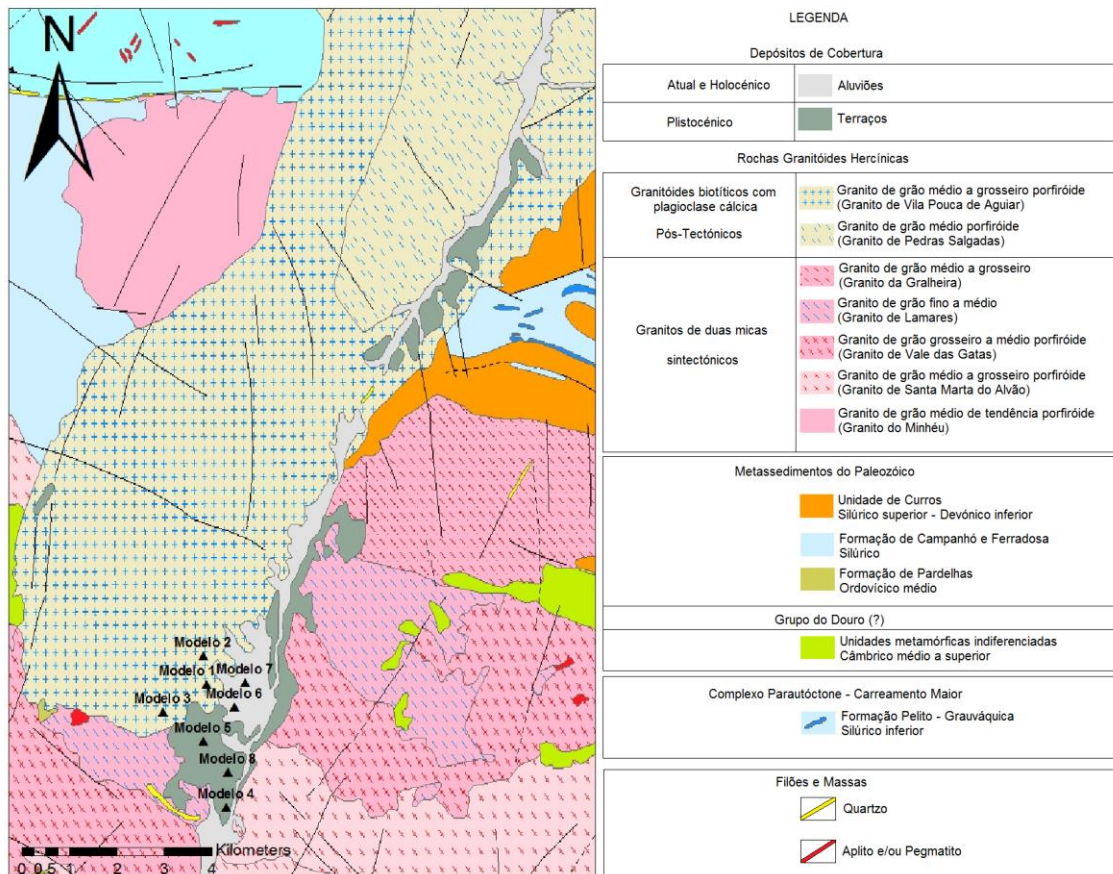 N
Modelo 2
Modelo 1
Modelo 7
Modelo 3
Modelo 6
Modelo 5
Modelo 8
Modelo 4
Kilometers
0 0.5 1 2 3 4
LEGENDA
Depósitos de Cobertura
Atual e Holocénico
Aluviões
Plistocénico
Terraços
Rochas Granitóides Hercínicas
Granitóides biotíticos com
plagioclase cálcica
Pós-Tectónicos
Granito de grão médio a grosseiro porfiróide
(Granito de Vila Pouca de Aguiar)
Granito de grão médio porfiróide
(Granito de Pedras Salgadas)
Granitos de duas micas
sintectónicos
Granito de grão médio a grosseiro
(Granito da Gralheira)
Granito de grão fino a médio
(Granito de Lamares)
Granito de grão grosseiro a médio porfiróide
(Granito de Vale das Gatas)
Granito de grão médio a grosseiro porfiróide
(Granito de Santa Marta do Alvão)
Granito de grão médio de tendência porfiróide
(Granito do Minhéu)
Metassedimentos do Paleozóico
Unidade de Curros
Silúrico superior - Devónico inferior
Formação de Campanhó e Ferradosa
Silúrico
Formação de Pardelhas
Ordovícico médio
Grupo do Douro (?)
Unidades metamórficas indiferenciadas
Câmbrico médio a superior
Complexo Parautóctone - Carreamento Maior
Formação Pelito - Grauváquica
Silúrico inferior
Filões e Massas
Quartzo
Aplito e/ou Pegmatito